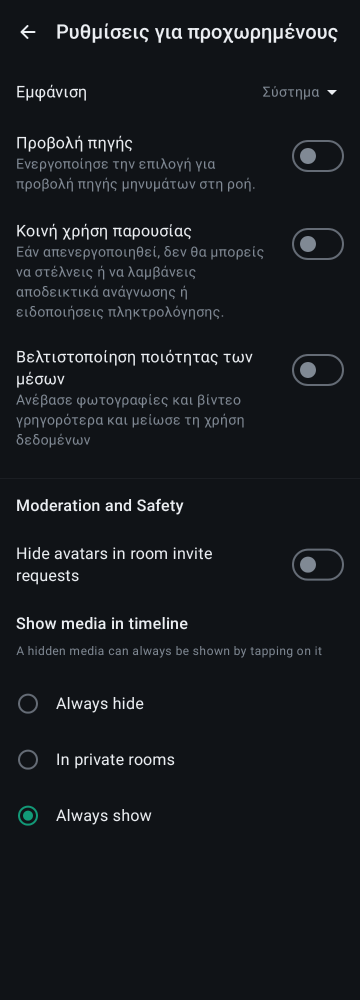 Ρυθμίσεις για προχωρημένους
Εμφάνιση
Σύστημα
Προβολή πηγής
Ενεργοποίησε την επιλογή για
προβολή πηγής μηνυμάτων στη ροή.
Κοινή χρήση παρουσίας
Εάν απενεργοποιηθεί, δεν θα μπορείς
να στέλνεις ή να λαμβάνεις
αποδεικτικά ανάγνωσης ή
ειδοποιήσεις πληκτρολόγησης.
Βελτιστοποίηση ποιότητας των
μέσων
Ανέβασε φωτογραφίες και βίντεο
γρηγορότερα και μείωσε τη χρήση
δεδομένων
Moderation and Safety
Hide avatars in room invite
requests
Show media in timeline
A hidden media can always be shown by tapping on it
Always hide
In private rooms
Always show